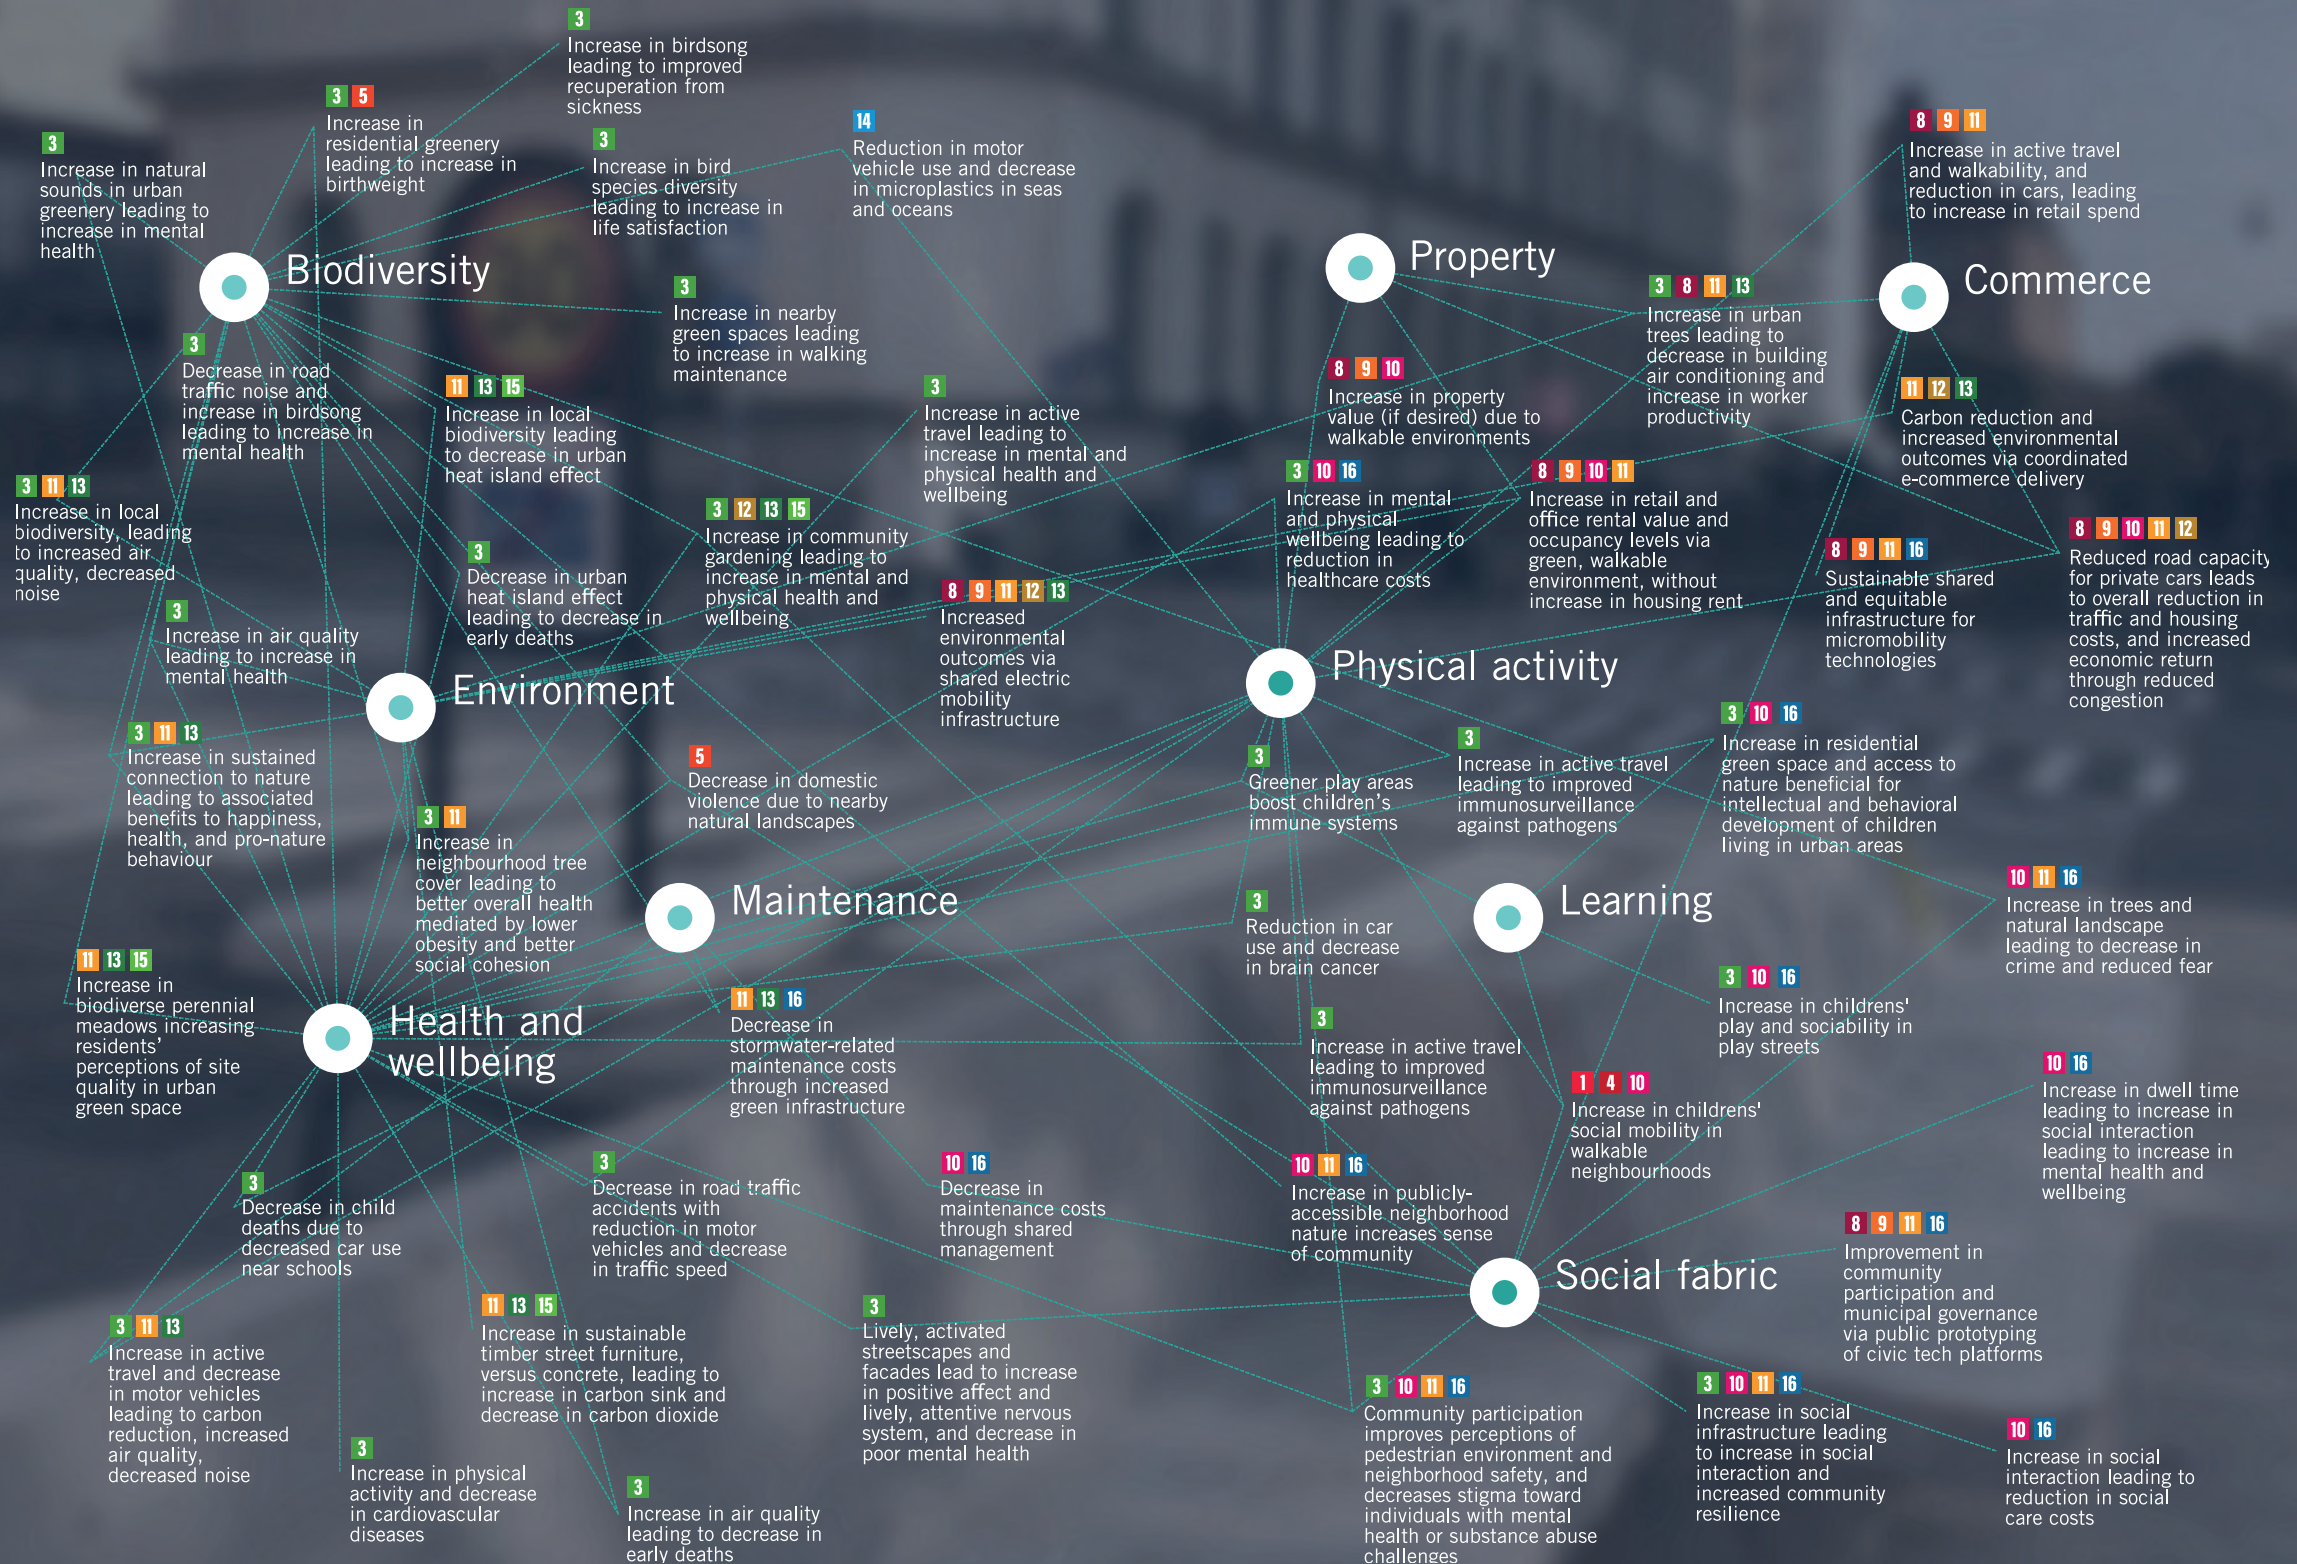 3
Increase in birdsong
leading to improved
recuperation from
sickness
3 5
Increase in
residential greenery
leading to increase in
birthweight
3
Increase in natural
sounds in urban
greenery leading to
increase in mental
health
3
Increase in bird
species diversity
leading to increase in
life satisfaction
14
Reduction in motor
vehicle use and decrease
in microplastics in seas
and oceans
8 9 11
Increase in active travel
and walkability, and
reduction in cars, leading
to increase in retail spend
Biodiversity
Property
Commerce
3
Increase in nearby
green spaces leading
to increase in walking
maintenance
3 8 11 13
Increase in urban
trees leading to
decrease in building
air conditioning and
increase in worker
productivity
3
Decrease in road
traffic noise and
increase in birdsong
leading to increase in
mental health
11 13 15
Increase in local
biodiversity leading
to decrease in urban
heat island effect
3
Increase in active
travel leading to
increase in mental and
physical health and
wellbeing
8 9 10
Increase in property
value (if desired) due to
walkable environments
11 12 13
Carbon reduction and
increased environmental
outcomes via coordinated
e-commerce delivery
3 11 13
Increase in local
biodiversity, leading
to increased air
quality, decreased
noise
3 12 13 15
Increase in community
gardening leading to
increase in mental and
physical health and
wellbeing
3 10 16
Increase in mental
and physical
wellbeing leading to
reduction in
healthcare costs
8 9 10 11
Increase in retail and
office rental value and
occupancy levels via
green, walkable
environment, without
increase in housing rent
8 9 11 16
Sustainable shared
and equitable
infrastructure for
micromobility
technologies
8 9 10 11 12
Reduced road capacity
for private cars leads
to overall reduction in
traffic and housing
costs, and increased
economic return
through reduced
congestion
3
Decrease in urban
heat island effect
leading to decrease in
early deaths
3
Increase in air quality
leading to increase in
mental health
8 9 11 12 13
Increased
environmental
outcomes via
shared electric
mobility
infrastructure
Environment
Physical activity
3 11 13
Increase in sustained
connection to nature
leading to associated
benefits to happiness,
health, and pro-nature
behaviour
5
Decrease in domestic
violence due to nearby
natural landscapes
3
Greener play areas
boost children's
immune systems
3
Increase in active travel
leading to improved
immunosurveillance
against pathogens
3 10 16
Increase in residential
green space and access to
nature beneficial for
intellectual and behavioral
development of children
living in urban areas
3 11
Increase in
neighbourhood tree
cover leading to
better overall health
mediated by lower
obesity and better
social cohesion
Maintenance
Learning
3
Reduction in car
use and decrease
in brain cancer
10 11 16
Increase in trees and
natural landscape
leading to decrease in
crime and reduced fear
11 13 15
Increase in
biodiverse perennial
meadows increasing
residents'
perceptions of site
quality in urban
green space
Health and
wellbeing
11 13 16
Decrease in
stormwater-related
maintenance costs
through increased
green infrastructure
3
Increase in active travel
leading to improved
immunosurveillance
against pathogens
3 10 16
Increase in childrens'
play and sociability in
play streets
1 4 10
Increase in childrens'
social mobility in
walkable
neighbourhoods
10 16
Increase in dwell time
leading to increase in
social interaction
leading to increase in
mental health and
wellbeing
3
Decrease in child
deaths due to
decreased car use
near schools
3
Decrease in road traffic
accidents with
reduction in motor
vehicles and decrease
in traffic speed
10 16
Decrease in
maintenance costs
through shared
management
10 11 16
Increase in publicly-
accessible neighborhood
nature increases sense
of community
Social fabric
8 9 11 16
Improvement in
community
participation and
municipal governance
via public prototyping
of civic tech platforms
3 11 13
Increase in active
travel and decrease
in motor vehicles
leading to carbon
reduction, increased
air quality,
decreased noise
11 13 15
Increase in sustainable
timber street furniture,
versus concrete, leading to
increase in carbon sink and
decrease in carbon dioxide
3
Lively, activated
streetscapes and
facades lead to increase
in positive affect and
lively, attentive nervous
system, and decrease in
poor mental health
3 10 11 16
Community participation
improves perceptions of
pedestrian environment and
neighborhood safety, and
decreases stigma toward
individuals with mental
health or substance abuse
challenges
3 10 11 16
Increase in social
infrastructure leading
to increase in social
interaction and
increased community
resilience
10 16
Increase in social
interaction leading to
reduction in social
care costs
3
Increase in physical
activity and decrease
in cardiovascular
diseases
3
Increase in air quality
leading to decrease in
early deaths